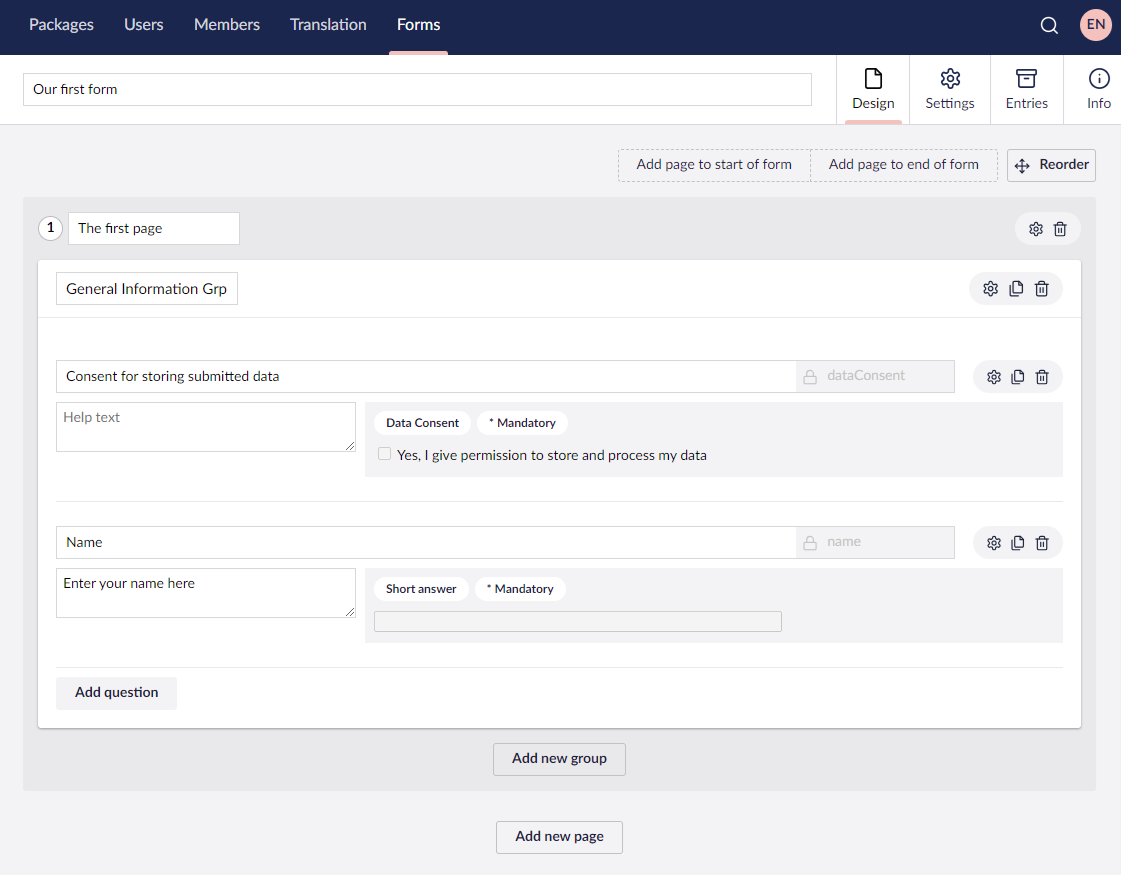 Packages Users Members Translation Forms EN
Our first form
Design Settings Entries Info
Add page to start of form Add page to end of form Reorder
1 The first page
General Information Grp
Consent for storing submitted data dataConsent
Help text
Data Consent * Mandatory
Yes, I give permission to store and process my data
Name name
Enter your name here
Short answer * Mandatory
Add question
Add new group
Add new page